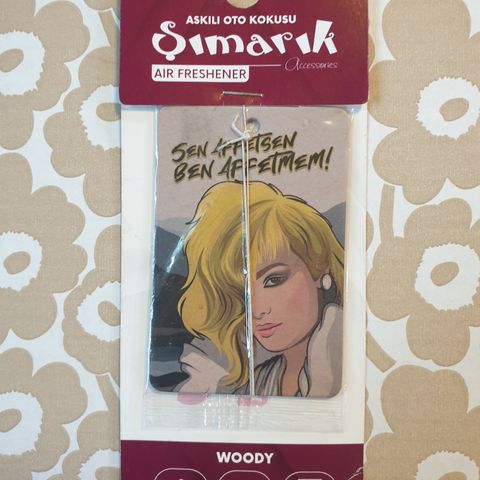 ASKILI OTO KOKUSU
Şımarık
Accessories
AIR FRESHENER
SEN AFFETSEN
BEN AFFETMEM!
WOODY